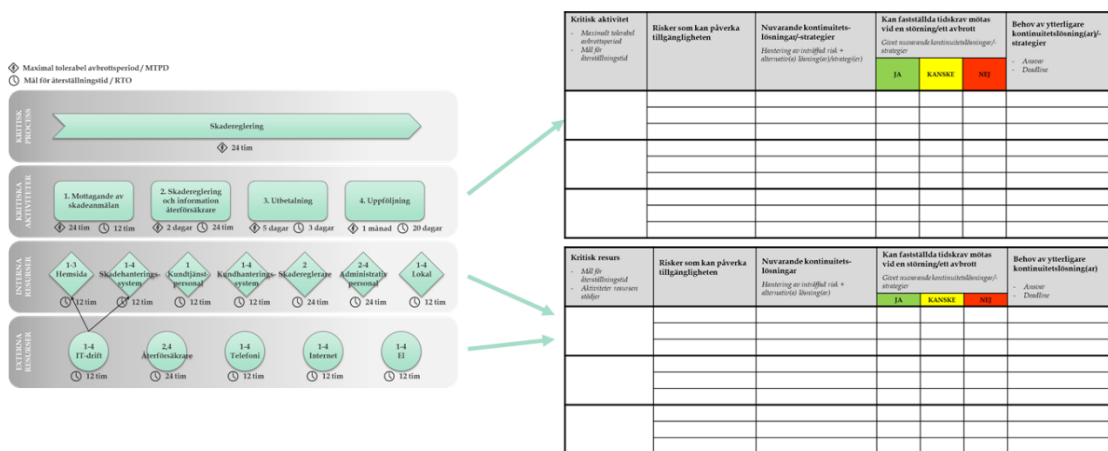 Maximal tolerabel avbrottsperiod / MTPD
Mål för återställningstid / RTO
KRITISK
PROCESS
Skadereglering
24 tim
KRITISKA
AKTIVITETER
1. Mottagande av
skadeanmälan
24 tim
12 tim
2. Skadereglering
och information
återförsäkrare
2 dagar
24 tim
3. Utbetalning
5 dagar
3 dagar
4. Uppföljning
1 månad
20 dagar
INTERNA
RESURSER
1-3
Hemsida
12 tim
1-4
Skadehanterings-
system
12 tim
1
Kundtjänst-
personal
12 tim
1-4
Kundhanterings-
system
12 tim
2
Skadereglerare
24 tim
2-4
Administrativ
personal
24 tim
1-4
Lokal
12 tim
EXTERNA
RESURSER
1-4
IT-drift
12 tim
2,4
Återförsäkrare
24 tim
1-4
Telefoni
12 tim
1-4
Internet
12 tim
1-4
El
12 tim
Kritisk aktivitet
- Maximalt tolerabel
avbrottsperiod
- Mål för
återställningstid
Risker som kan påverka
tillgängligheten
Nuvarande kontinuitets-
lösningar/-strategier
Hantering av inträffad risk +
alternativ(a) lösning(ar)/strategi(er)
Kan fastställda tidskrav mötas
vid en störning/ett avbrott
Givet nuvarande kontinuitetslösningar/-
strategier
JA
KANSKE
NEJ
Behov av ytterligare
kontinuitetslösning(ar)/-
strategier
- Ansvar
- Deadline
Kritisk resurs
- Mål för
återställningstid
- Aktiviteter resursen
stödjer
Risker som kan påverka
tillgängligheten
Nuvarande kontinuitets-
lösningar
Hantering av inträffad risk +
alternativ(a) lösning(ar)
Kan fastställda tidskrav mötas
vid en störning/ett avbrott
Givet nuvarande kontinuitetslösningar/-
strategier
JA
KANSKE
NEJ
Behov av ytterligare
kontinuitetslösning(ar)
- Ansvar
- Deadline